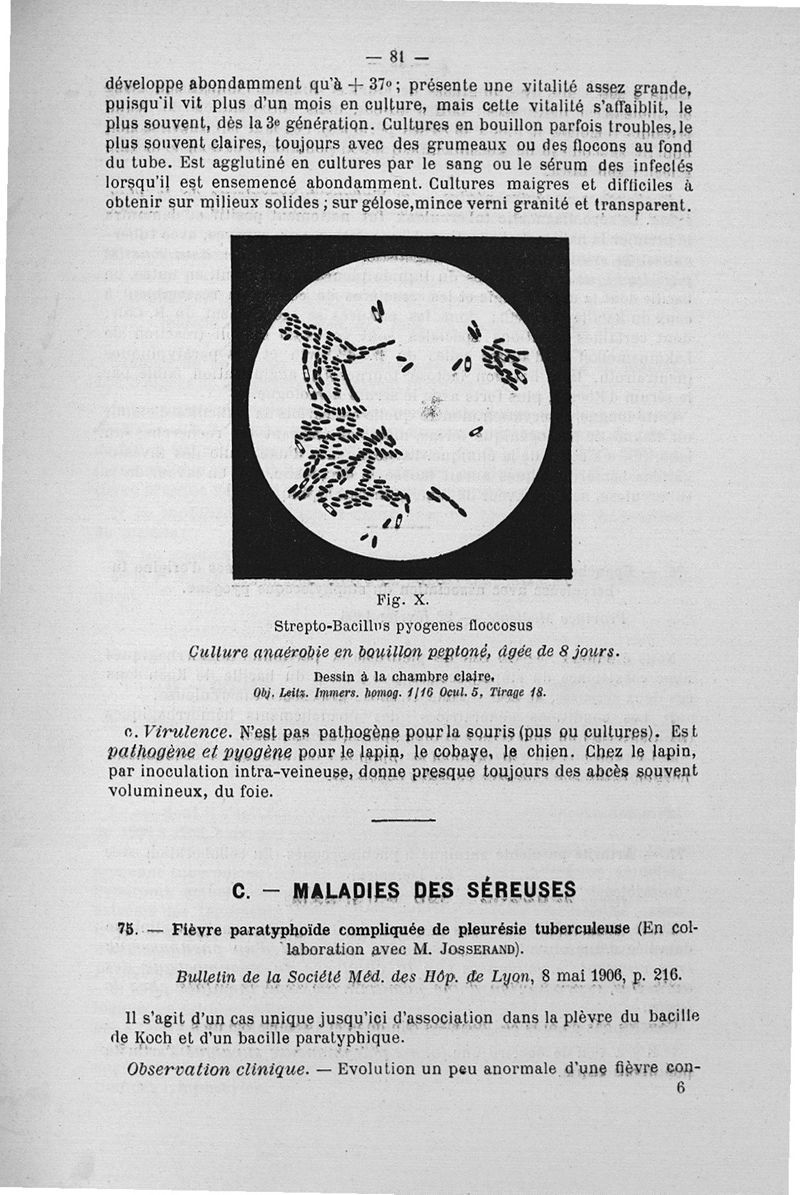 — 81 —
développe abondamment qu'à + 37º; présente une vitalité assez grande,
puisqu'il vit plus d'un mois en culture, mais cette vitalité s'affaiblit, le
plus souvent, dès la 3e génération. Cultures en bouillon parfois troubles, le
plus souvent claires, toujours avec des grumeaux ou des flocons au fond
du tube. Est agglutiné en cultures par le sang ou le sérum des infectés
lorsqu'il est ensemencé abondamment. Cultures maigres et difficiles à
obtenir sur milieux solides; sur gélose, mince verni granité et transparent.
Fig. X.
Strepto-Bacillus pyogenes floccosus
Culture anaérobie en bouillon peptoné, âgée de 8 jours.
Dessin à la chambre claire.
Obj. Leitz. Immers. homog. 1/16 Ocul. 5, Tirage 18.
c. Virulence. N'est pas pathogène pour la souris (pus ou cultures). Est
pathogène et pyogène pour le lapin, le cobaye, le chien. Chez le lapin,
par inoculation intra-veineuse, donne presque toujours des abcès souvent
volumineux, du foie.
C. — MALADIES DES SÉREUSES
75. — Fièvre paratyphoïde compliquée de pleurésie tuberculeuse (En col-
laboration avec M. JOSSERAND).
Bulletin de la Société Méd. des Hôp. de Lyon, 8 mai 1906, p. 216.
Il s'agit d'un cas unique jusqu'ici d'association dans la plèvre du bacille
de Koch et d'un bacille paratyphique.
Observation clinique. — Evolution un peu anormale d'une fièvre con-
6